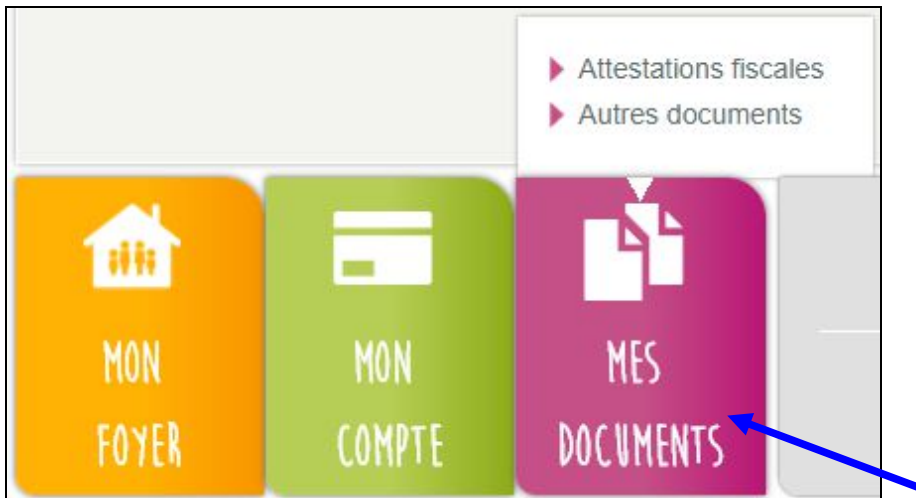 Attestations fiscales
Autres documents
MON
FOYER
MON
COMPTE
MES
DOCUMENTS